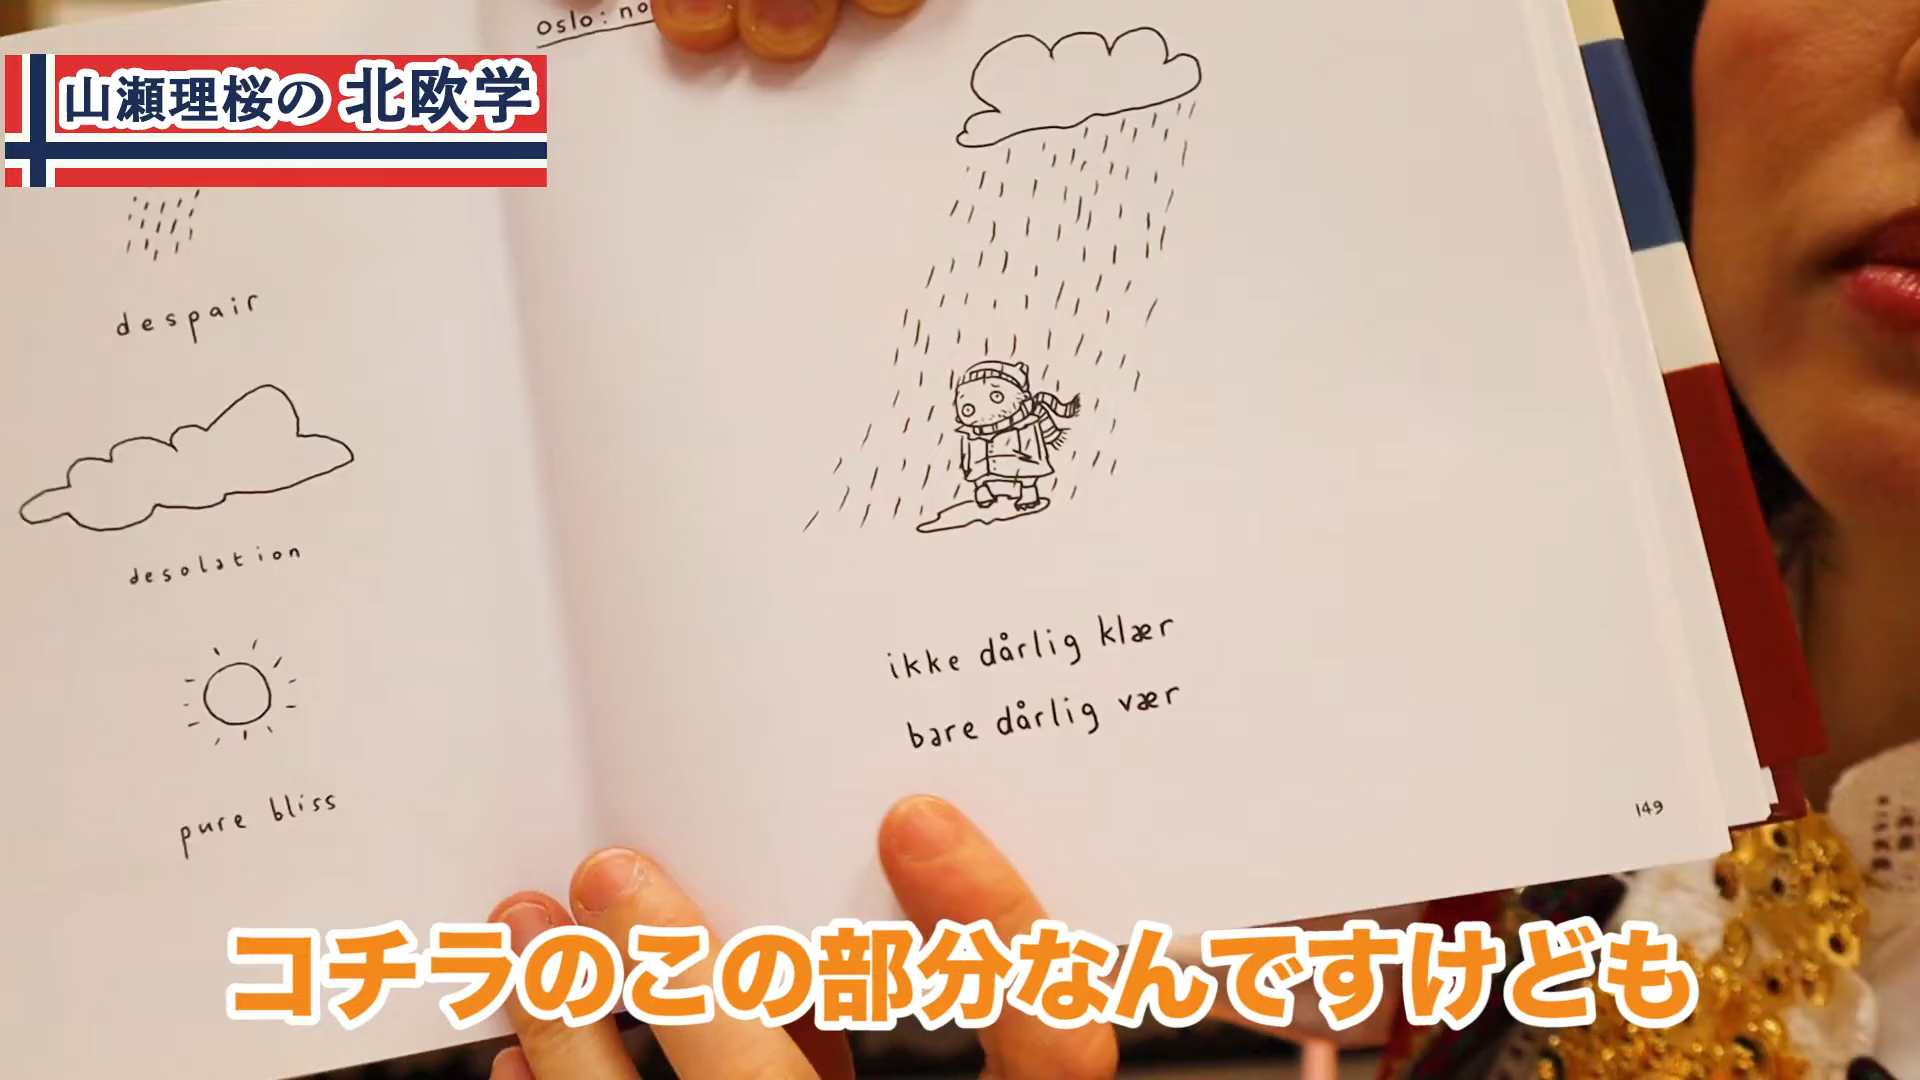 山瀬理桜の北欧学
oslo: no
despair
desolation
pure bliss
ikke dårlig klær
bare dårlig vær
149
コチラのこの部分なんですけども